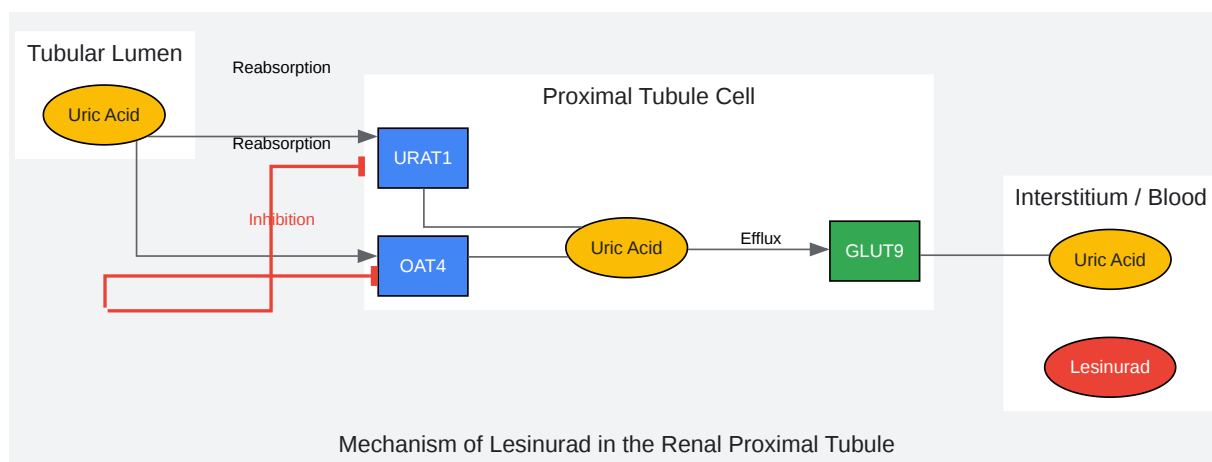 Tubular Lumen
Uric Acid
Reabsorption
Reabsorption
Inhibition
Proximal Tubule Cell
URAT1
OAT4
Uric Acid
Efflux
GLUT9
Interstitium / Blood
Uric Acid
Lesinurad
Mechanism of Lesinurad in the Renal Proximal Tubule